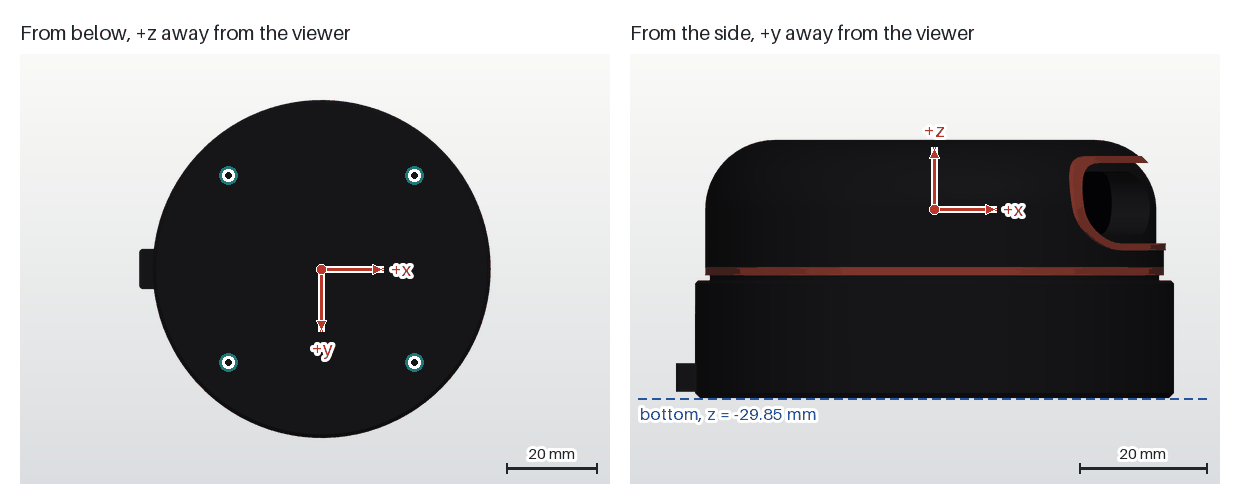 From below, +z away from the viewer
From the side, +y away from the viewer
+x
+y
20 mm
+z
+x
bottom, z = -29.85 mm
20 mm